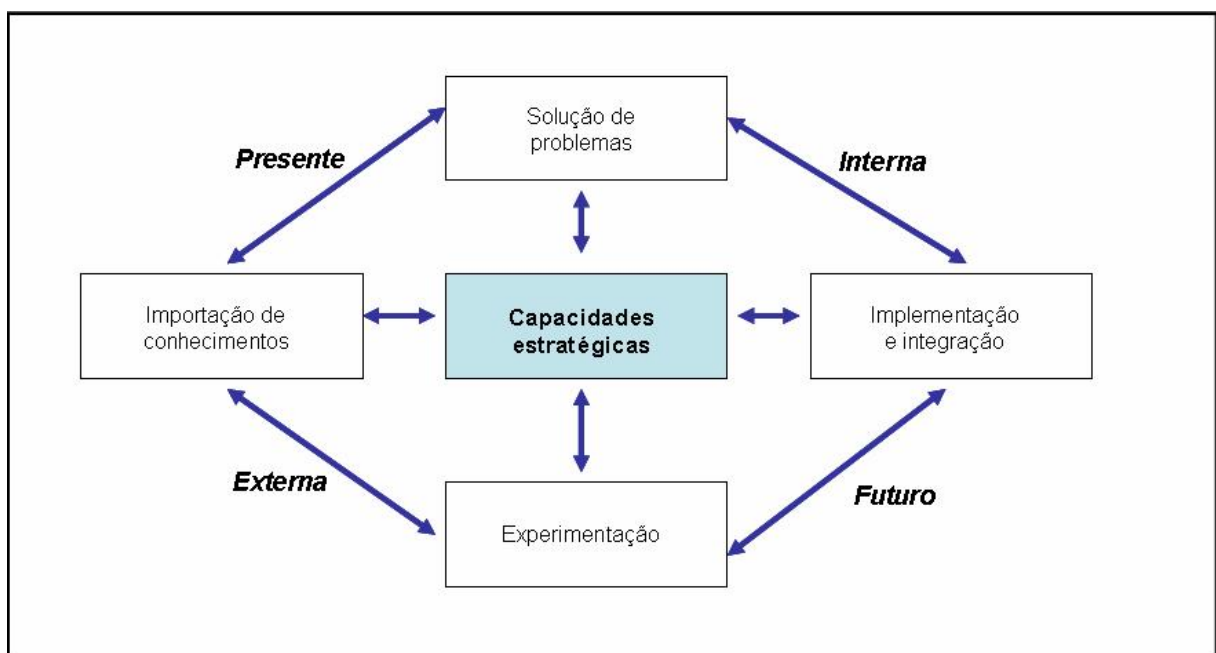 Solução de
problemas
Presente
Interna
Importação de
conhecimentos
Capacidades
estratégicas
Implementação
e integração
Externa
Futuro
Experimentação